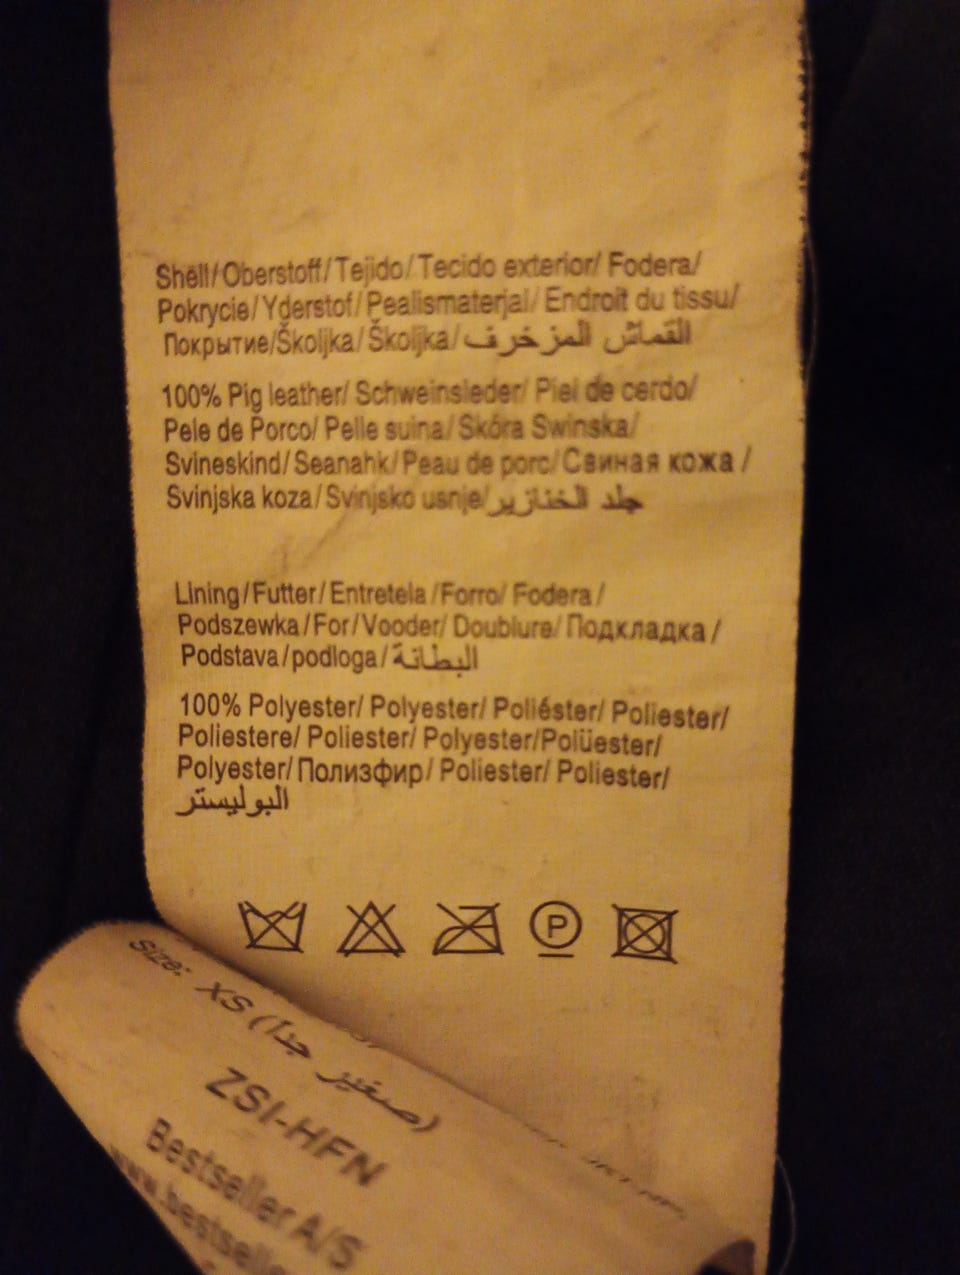 Shell/Oberstoff/Tejido/Tecido exterior/Fodera/
Pokrycie/Yderstof/Pealismaterjal/Endroit du tissu/
Покрытие/Školjka/Školjka/القماش المزخرف
100% Pig leather/ Schweinsleder/ Piel de cerdo/
Pele de Porco/ Pelle suina/ Skóra Swinska/
Svineskind/Seanahk/Peau de porc/Свиная кожа /
Svinjska koza/Svinjsko usnje/جلد الخنازير
Lining/Futter/Entretela/Forro/Fodera/
Podszewka/For/Vooder/Doublure/Подкладка /
Podstava/podloga/البطانة
100% Polyester/ Polyester/ Poliéster/ Poliester/
Poliestere/ Poliester/ Polyester/Polüester/
Polyester/Полизфир/ Poliester/ Poliester/
البوليستر
P
Size: XS (صغير جدا)
ZSI-HFN
Bestseller A/S